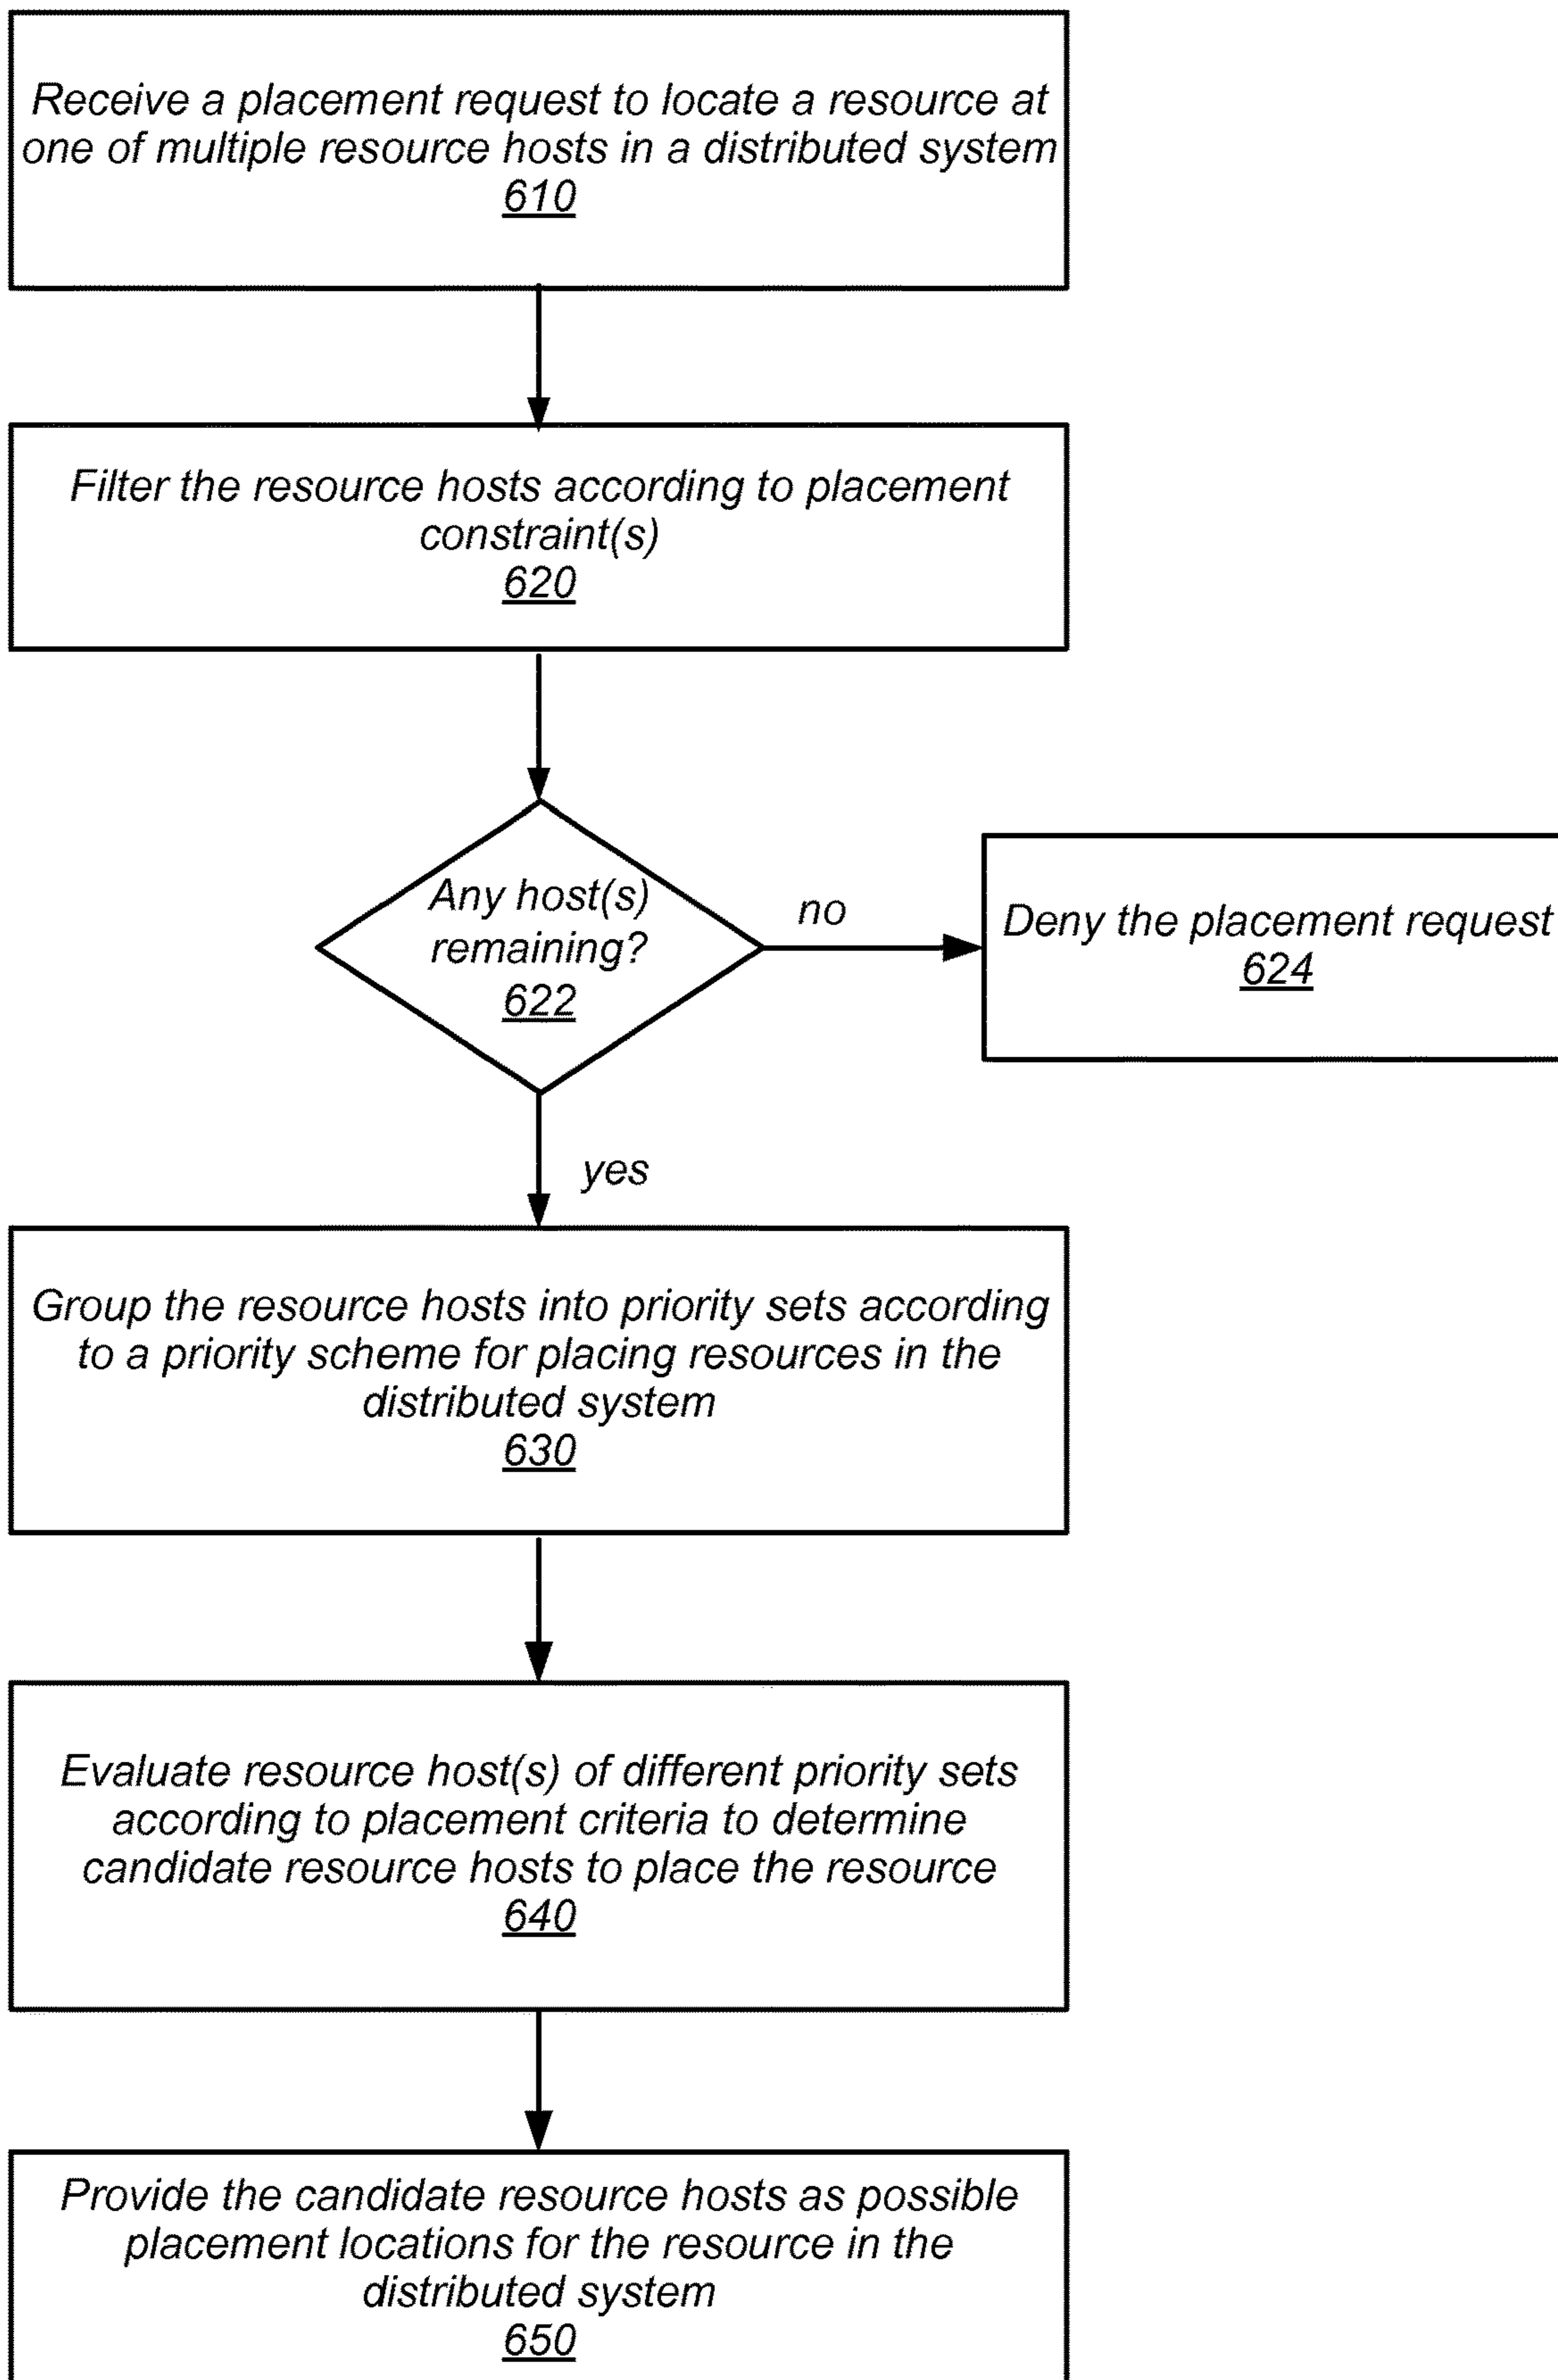 Receive a placement request to locate a resource at
one of multiple resource hosts in a distributed system
610
Filter the resource hosts according to placement
constraint(s)
620
Any host(s)
remaining?
622
no
Deny the placement request
624
yes
Group the resource hosts into priority sets according
to a priority scheme for placing resources in the
distributed system
630
Evaluate resource host(s) of different priority sets
according to placement criteria to determine
candidate resource hosts to place the resource
640
Provide the candidate resource hosts as possible
placement locations for the resource in the
distributed system
650